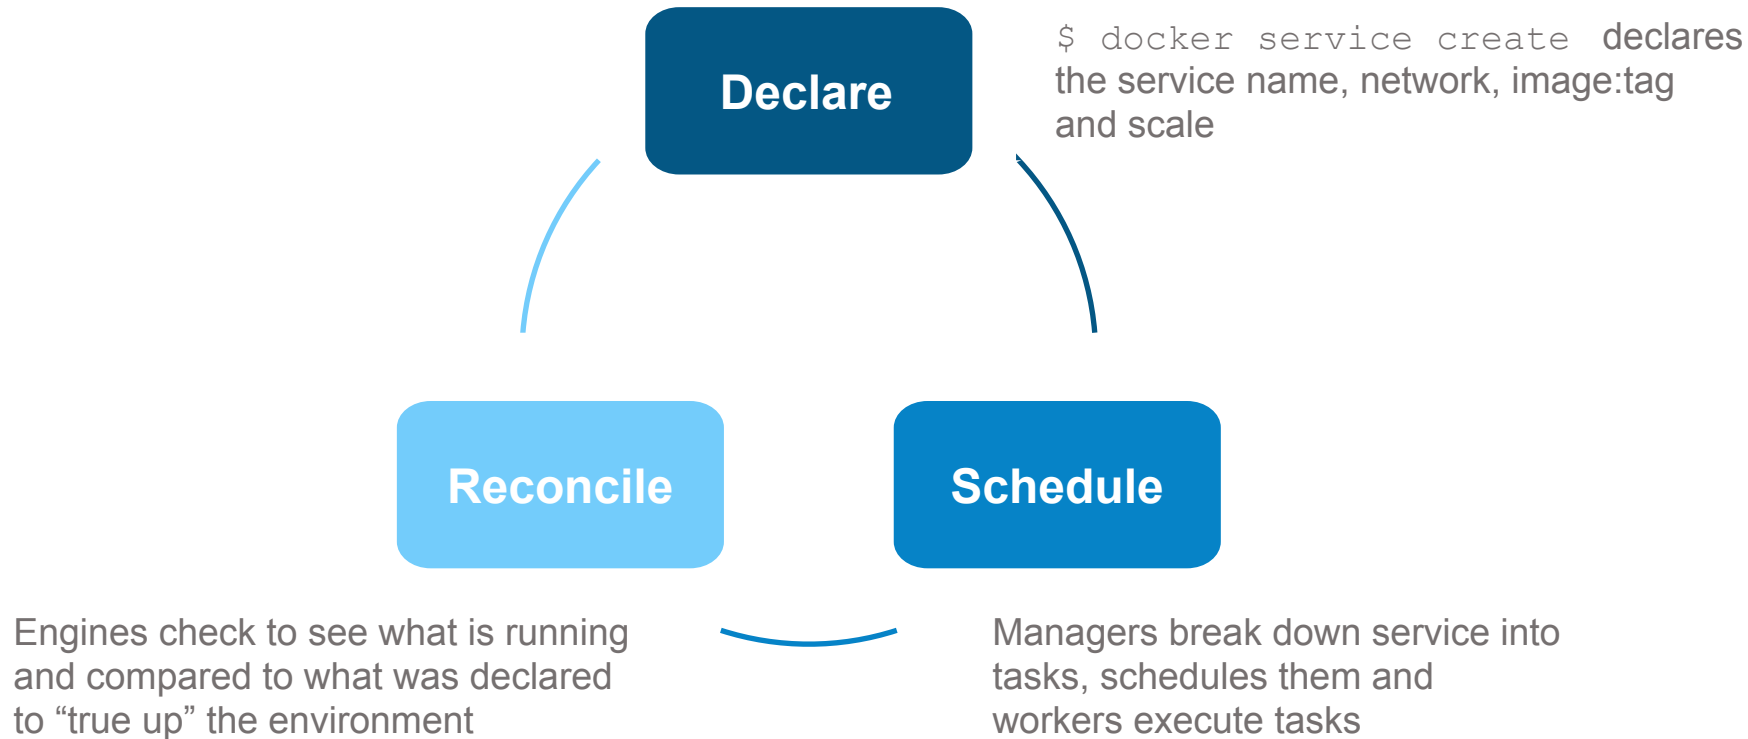 Declare
$ docker service create declares
the service name, network, image:tag
and scale
Reconcile
Schedule
Engines check to see what is running
and compared to what was declared
to “true up” the environment
Managers break down service into
tasks, schedules them and
workers execute tasks